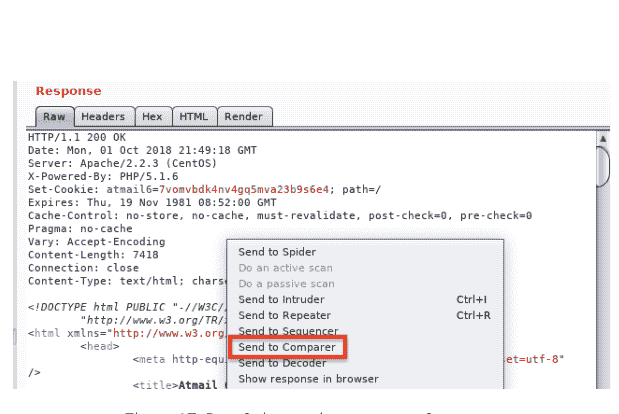 Response
Raw Headers Hex HTML Render
HTTP/1.1 200 OK
Date: Mon, 01 Oct 2018 21:49:18 GMT
Server: Apache/2.2.3 (CentOS)
X-Powered-By: PHP/5.1.6
Set-Cookie: atmail6=7vomvbdk4nv4gq5mva23b9s6e4; path=/
Expires: Thu, 19 Nov 1981 08:52:00 GMT
Cache-Control: no-store, no-cache, must-revalidate, post-check=0, pre-check=0
Pragma: no-cache
Vary: Accept-Encoding
Content-Length: 7418
Connection: close
Content-Type: text/html; charse
<!DOCTYPE html PUBLIC "-//W3C//
"http://www.w3.org/TR/
<html xmlns="http://www.w3.org
<head>
<meta http-equi
et=utf-8"
/>
<title>Atmail
Send to Spider
Do an active scan
Do a passive scan
Send to Intruder Ctrl+I
Send to Repeater Ctrl+R
Send to Sequencer
Send to Comparer
Send to Decoder
Show response in browser